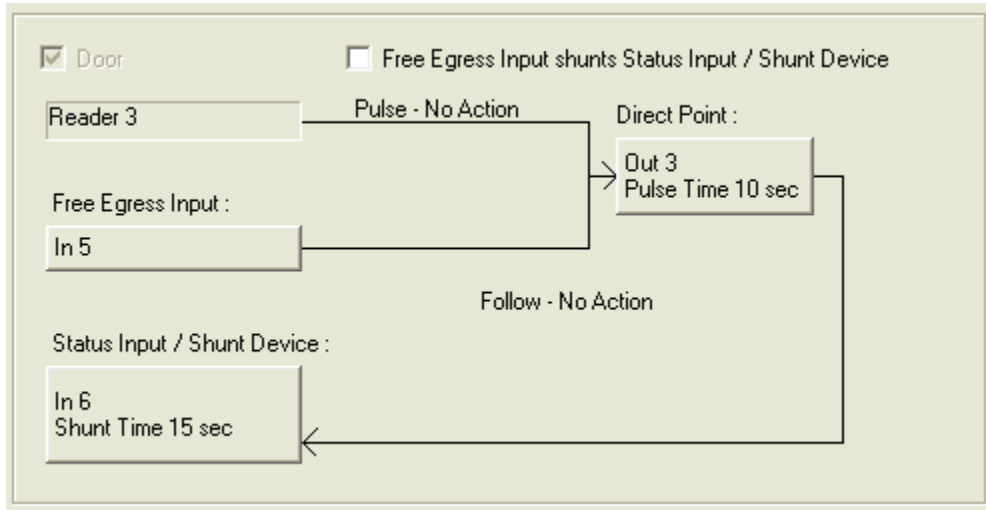 Door
Free Egress Input shunts Status Input / Shunt Device
Reader 3
Pulse - No Action
Direct Point :
Out 3
Pulse Time 10 sec
Free Egress Input :
In 5
Follow - No Action
Status Input / Shunt Device :
In 6
Shunt Time 15 sec